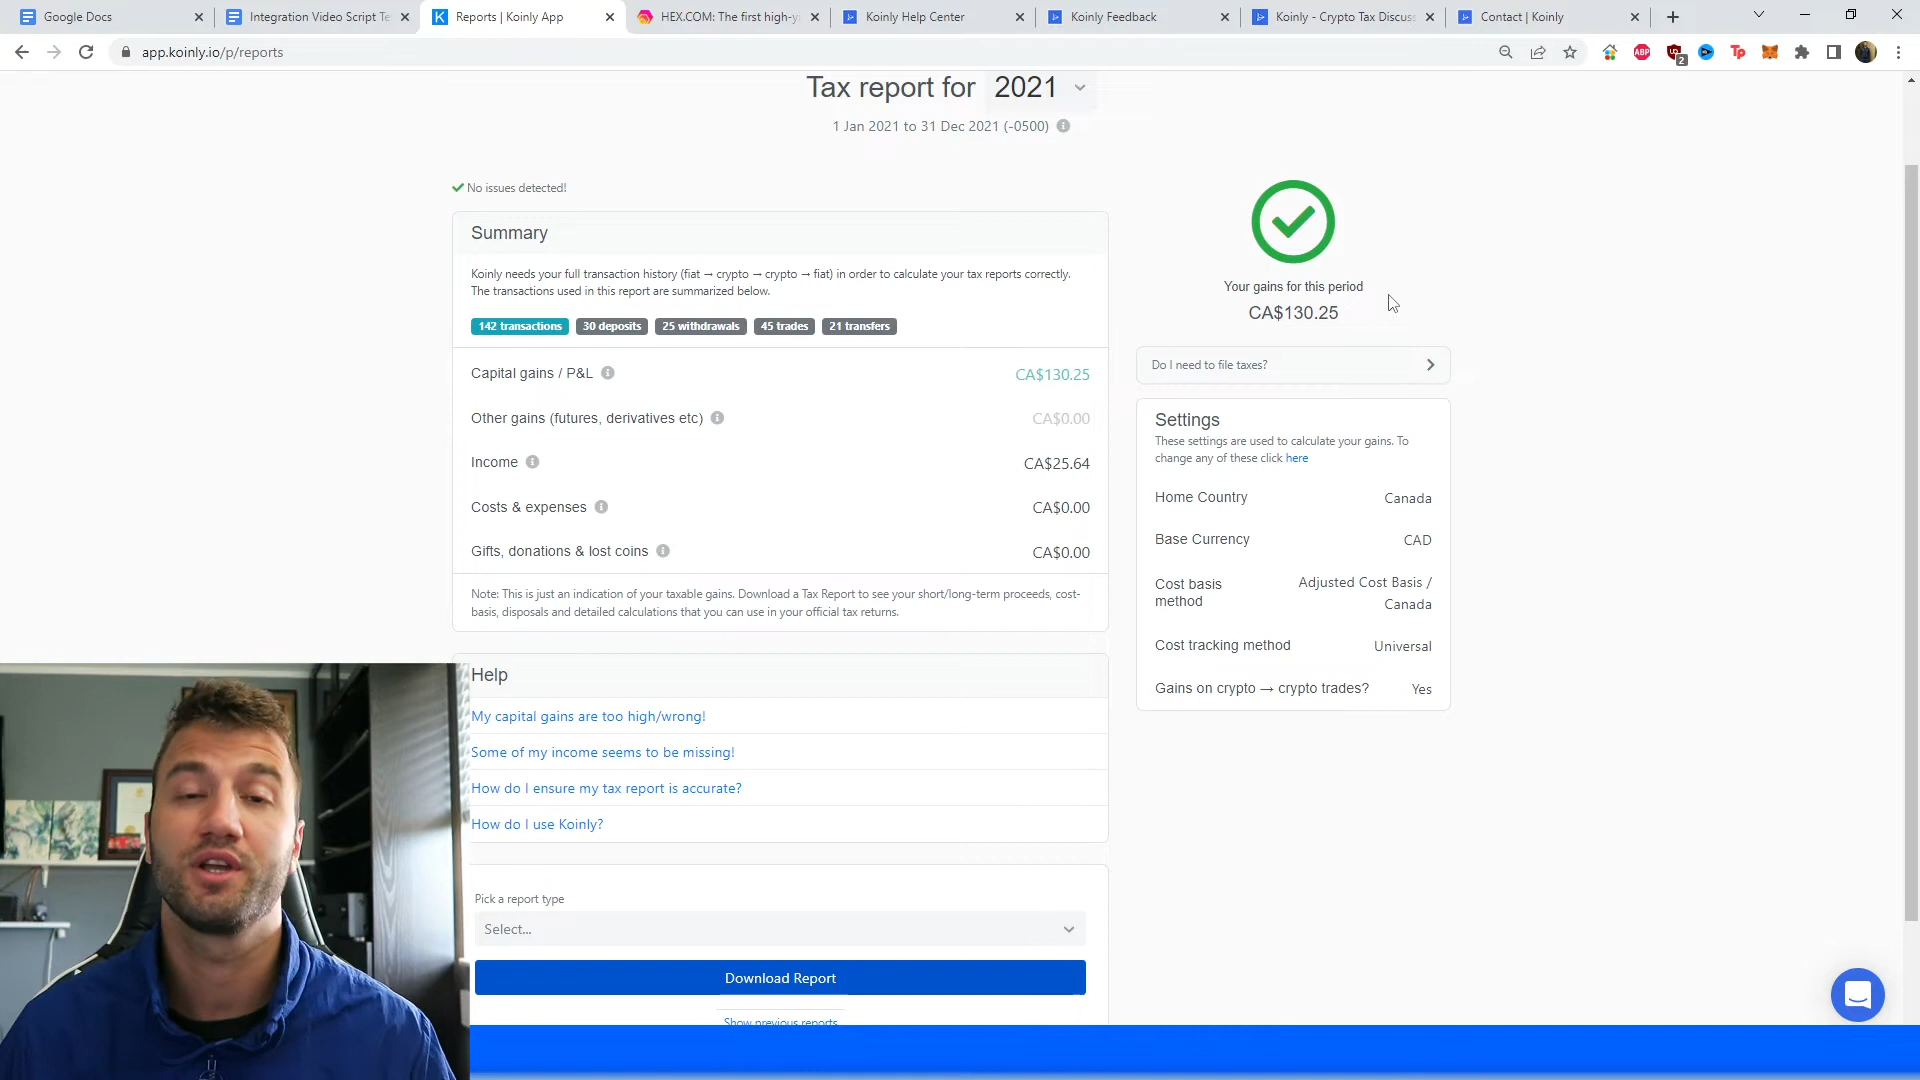 Google Docs
Integration Video Script Te
Reports | Koinly App
HEX.COM: The first high-y
Koinly Help Center
Koinly Feedback
Koinly - Crypto Tax Discuss
Contact | Koinly
app.koinly.io/p/reports
ABP
2
Tp
Tax report for 2021
1 Jan 2021 to 31 Dec 2021 (-0500)
No issues detected!
Summary
Koinly needs your full transaction history (fiat → crypto → crypto → fiat) in order to calculate your tax reports correctly.
The transactions used in this report are summarized below.
142 transactions 30 deposits 25 withdrawals 45 trades 21 transfers
Capital gains / P&L CA$130.25
Other gains (futures, derivatives etc) CA$0.00
Income CA$25.64
Costs & expenses CA$0.00
Gifts, donations & lost coins CA$0.00
Note: This is just an indication of your taxable gains. Download a Tax Report to see your short/long-term proceeds, cost-
basis, disposals and detailed calculations that you can use in your official tax returns.
Your gains for this period
CA$130.25
Do I need to file taxes?
Settings
These settings are used to calculate your gains. To
change any of these click here
Home Country Canada
Base Currency CAD
Cost basis
method
Adjusted Cost Basis /
Canada
Cost tracking method Universal
Gains on crypto → crypto trades? Yes
Help
My capital gains are too high/wrong!
Some of my income seems to be missing!
How do I ensure my tax report is accurate?
How do I use Koinly?
Pick a report type
Select...
Download Report
Show previous reports